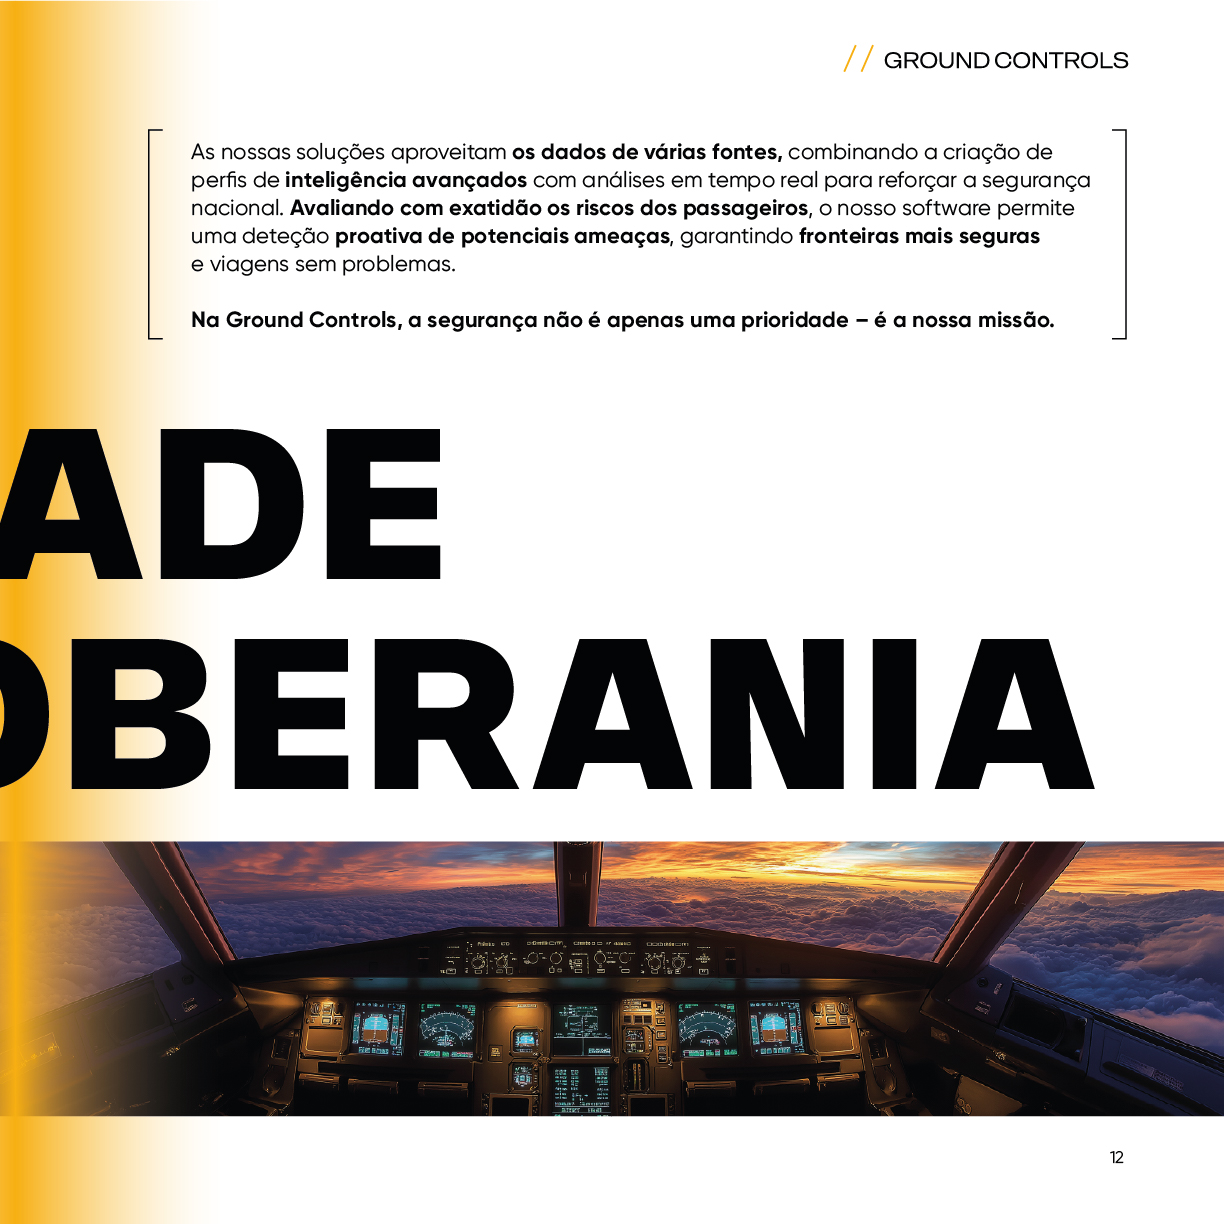 // GROUND CONTROLS
As nossas soluções aproveitam os dados de várias fontes, combinando a criação de
perfis de inteligência avançados com análises em tempo real para reforçar a segurança
nacional. Avaliando com exatidão os riscos dos passageiros, o nosso software permite
uma deteção proativa de potenciais ameaças, garantindo fronteiras mais seguras
e viagens sem problemas.
Na Ground Controls, a segurança não é apenas uma prioridade – é a nossa missão.
ADE
OBERANIA
12